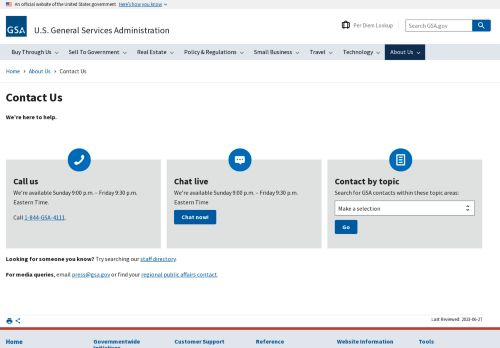 An official website of the United States government Here's how you know
GSA U.S. General Services Administration
Per Diem Lookup
Search GSA.gov
Buy Through Us Sell To Government Real Estate Policy & Regulations Small Business Travel Technology About Us
Home > About Us > Contact Us
Contact Us
We're here to help.
Call us
We're available Sunday 9:00 p.m. – Friday 9:30 p.m.
Eastern Time.
Call 1-844-GSA-4111.
Chat live
We're available Sunday 9:00 p.m. – Friday 9:30 p.m.
Eastern Time
Chat now!
Contact by topic
Search for GSA contacts within these topic areas:
Make a selection
Go
Looking for someone you know? Try searching our staff directory.
For media queries, email press@gsa.gov or find your regional public affairs contact.
Last Reviewed: 2023-06-27
Home
Governmentwide
Initiatives
Customer Support
Reference
Website Information
Tools